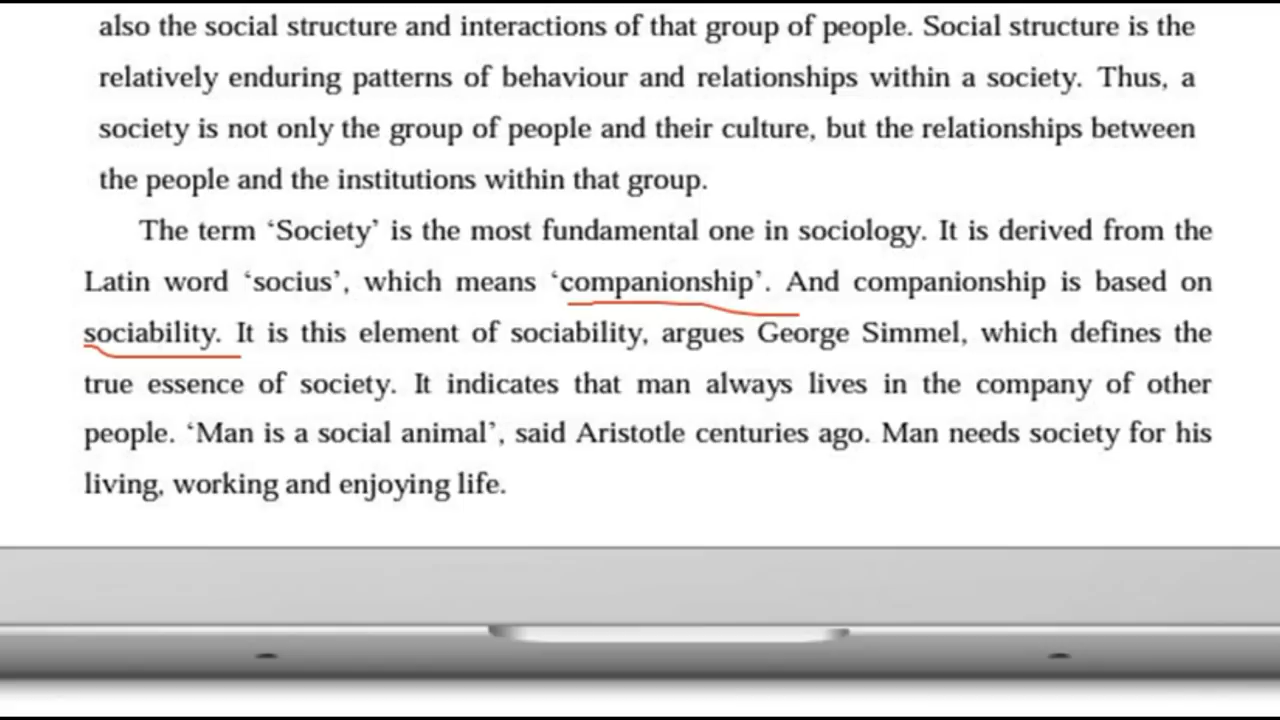 also the social structure and interactions of that group of people. Social structure is the
relatively enduring patterns of behaviour and relationships within a society. Thus, a
society is not only the group of people and their culture, but the relationships between
the people and the institutions within that group.
The term ‘Society’ is the most fundamental one in sociology. It is derived from the
Latin word ‘socius’, which means ‘companionship’. And companionship is based on
sociability. It is this element of sociability, argues George Simmel, which defines the
true essence of society. It indicates that man always lives in the company of other
people. ‘Man is a social animal’, said Aristotle centuries ago. Man needs society for his
living, working and enjoying life.